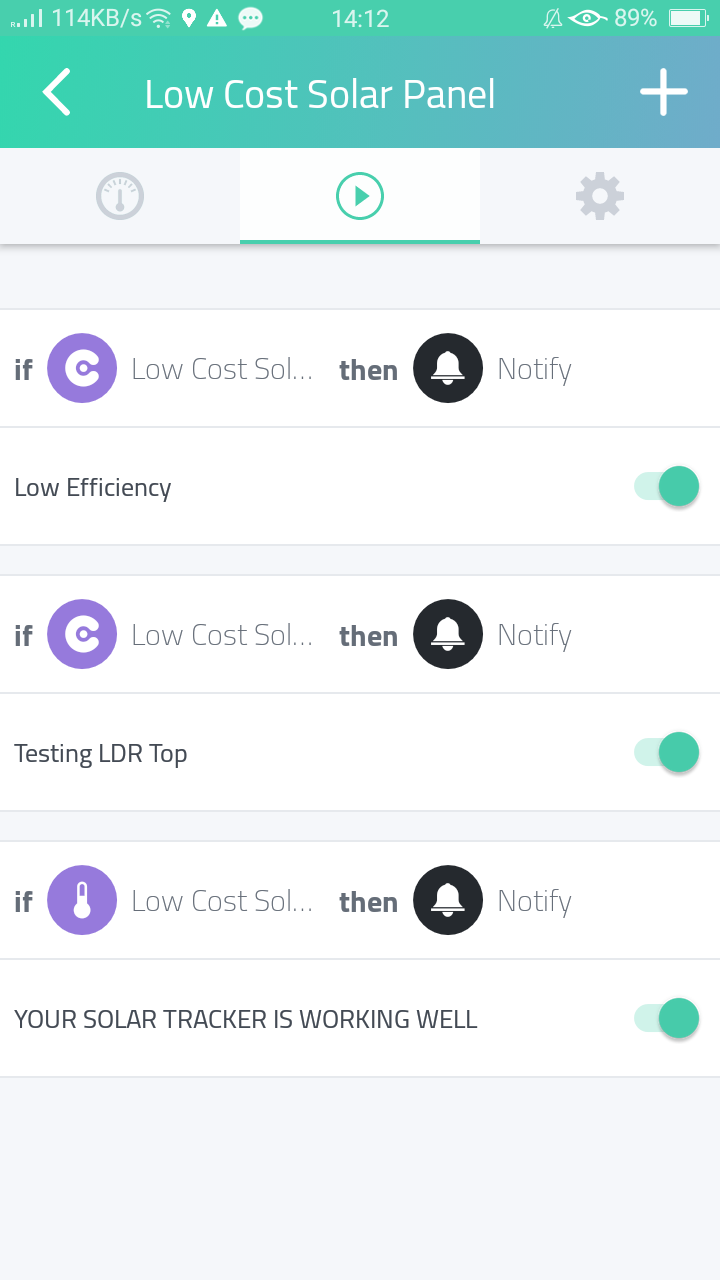 R 114KB/s 14:12 89%
Low Cost Solar Panel
if Low Cost Sol... then Notify
Low Efficiency
if Low Cost Sol... then Notify
Testing LDR Top
if Low Cost Sol... then Notify
YOUR SOLAR TRACKER IS WORKING WELL